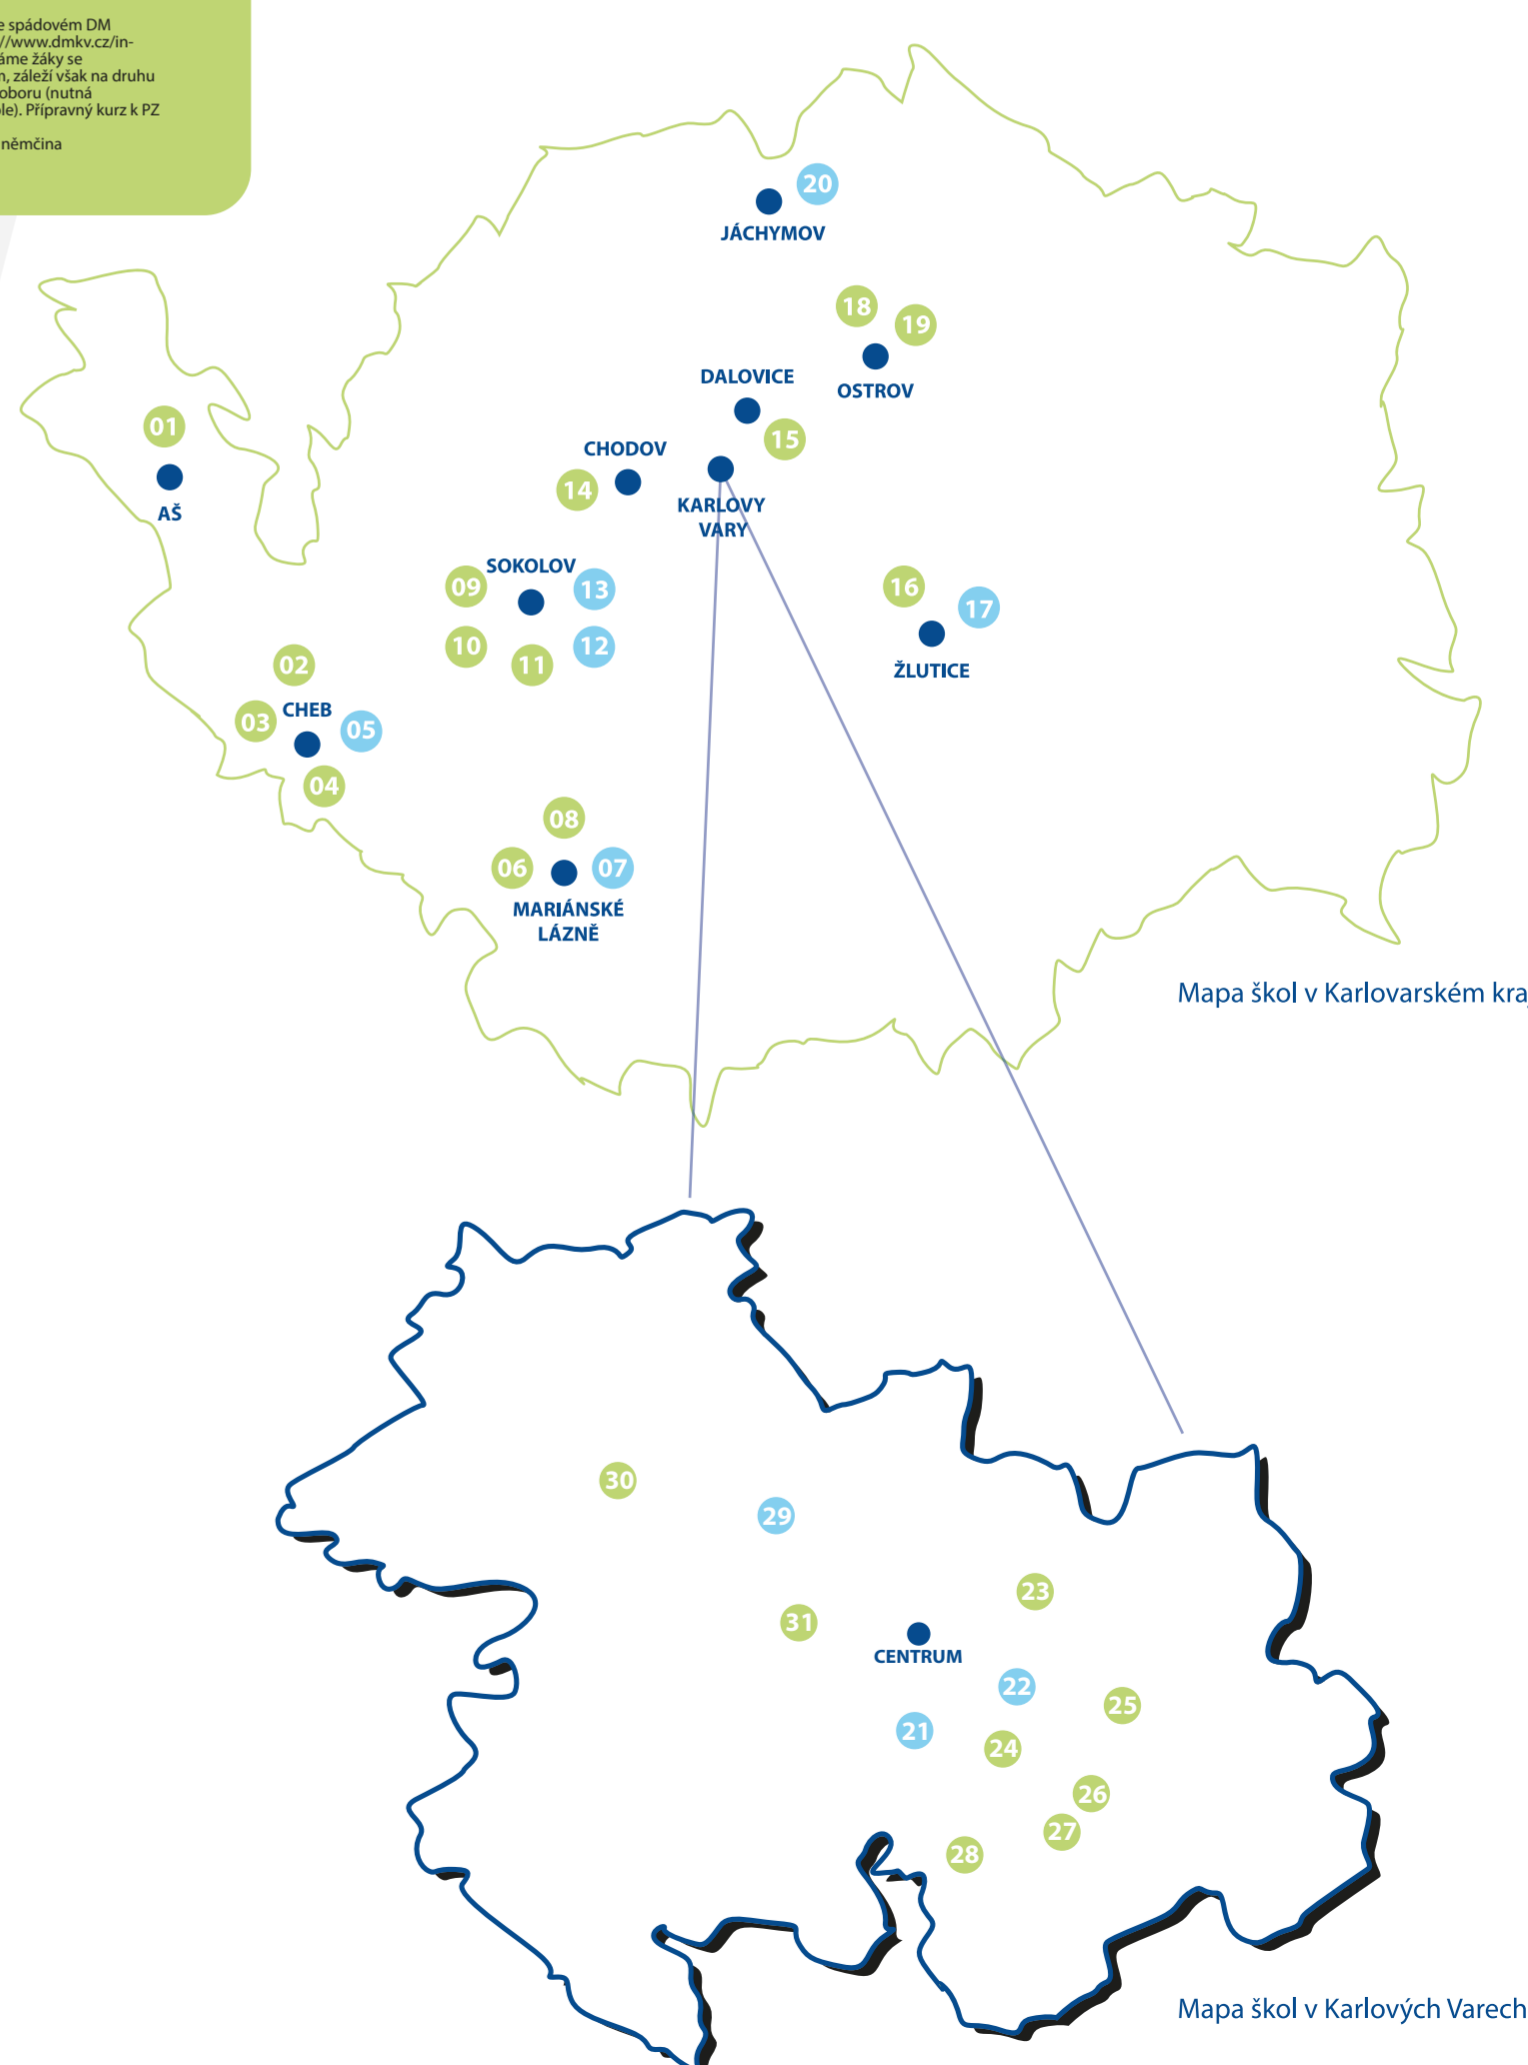 e spádovém DM
//www.dmkv.cz/in-
áme žáky se
n, záleží však na druhu
oboru (nutná
ole). Přípravný kurz k PZ
němčina
20
JÁCHYMOV
18
19
OSTROV
DALOVICE
15
01
AŠ
CHODOV
14
KARLOVY
VARY
SOKOLOV
09
13
10
11
12
16
17
ŽLUTICE
02
03
CHEB
05
04
08
06
07
MARIÁNSKÉ
LÁZNĚ
Mapa škol v Karlovarském kraj
30
29
23
31
CENTRUM
22
25
21
24
26
27
28
Mapa škol v Karlových Varech